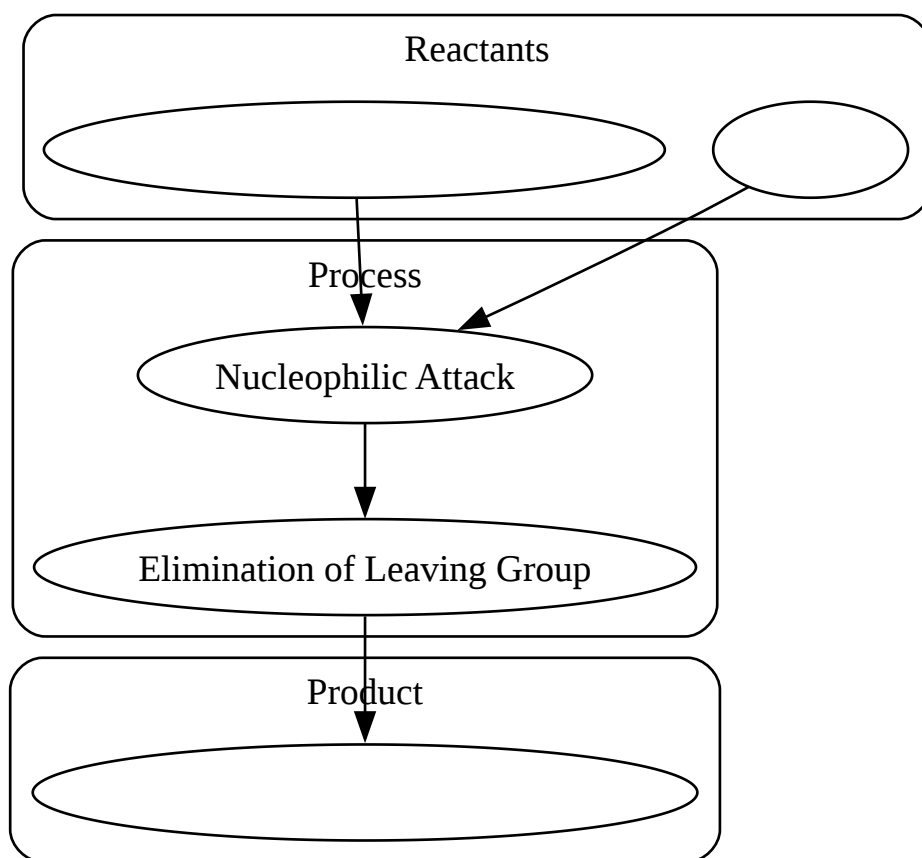 Reactants
Process
Nucleophilic Attack
Elimination of Leaving Group
Product